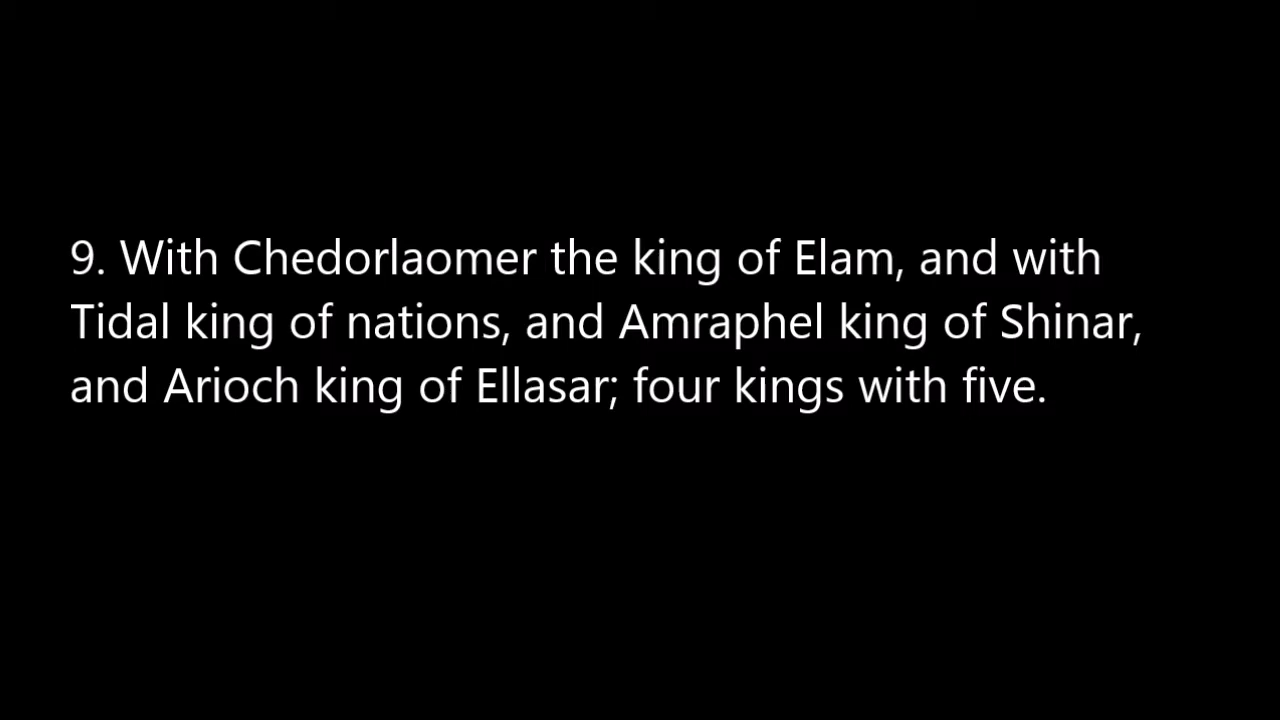 9. With Chedorlaomer the king of Elam, and with
Tidal king of nations, and Amraphel king of Shinar,
and Arioch king of Ellasar; four kings with five.